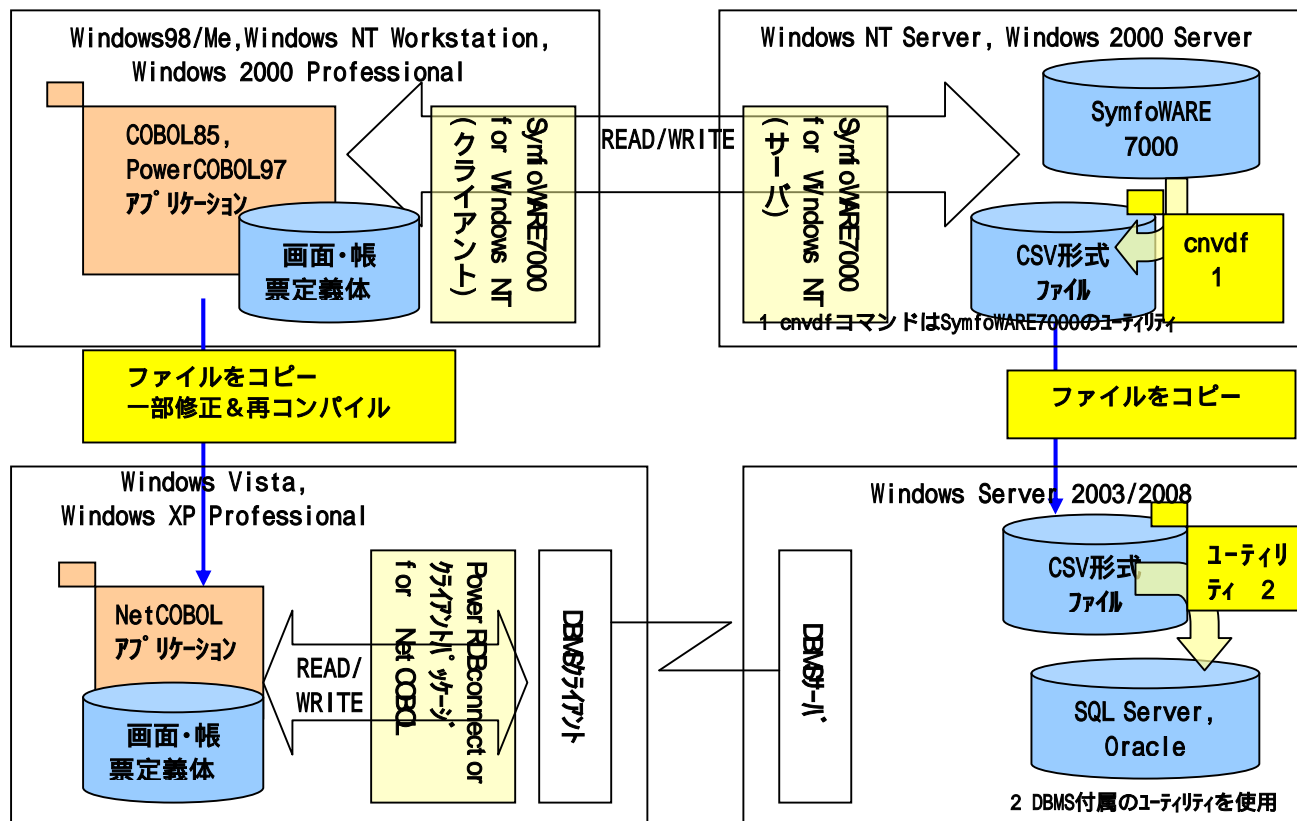 Windows98/Me,Windows NT Workstation,
Windows 2000 Professional
COBOL85,
PowerCOBOL97
ｱﾌﾟﾘケーション
画面・帳
票定義体
SymfoWARE7000
for Windows NT
(クライアント)
READ/WRITE
Windows NT Server, Windows 2000 Server
SymfoWARE7000
for Windows NT
(サーバ)
SymfoWARE
7000
CSV形式
ﾌｧｲﾙ
cnvdf
1
1 cnvdfコマンドはSymfoWARE7000のﾕｰﾃｨﾘﾃｨ
ファイルをコピー
一部修正＆再コンパイル
ファイルをコピー
Windows Vista,
Windows XP Professional
NetCOBOL
ｱﾌﾟﾘケーション
画面・帳
票定義体
READ/
WRITE
PowerRDBconnector
ｸﾗｲｱﾝﾄﾊﾟｯｹｰｼﾞ
for NetCOBOL
DBMSｸﾗｲｱﾝﾄ
DBMSｻｰﾊﾞ
Windows Server 2003/2008
CSV形式
ﾌｧｲﾙ
ﾕｰﾃｨﾘ
ﾃｨ 2
SQL Server,
Oracle
2 DBMS付属のﾕｰﾃｨﾘﾃｨを使用